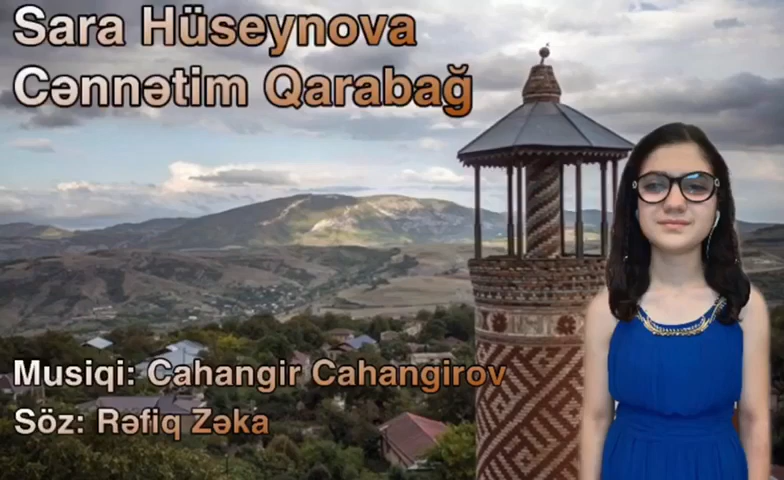 Sara Hüseynova
Cənnətim Qarabağ
Musiqi: Cahangir Cahangirov
Söz: Rəfiq Zəka